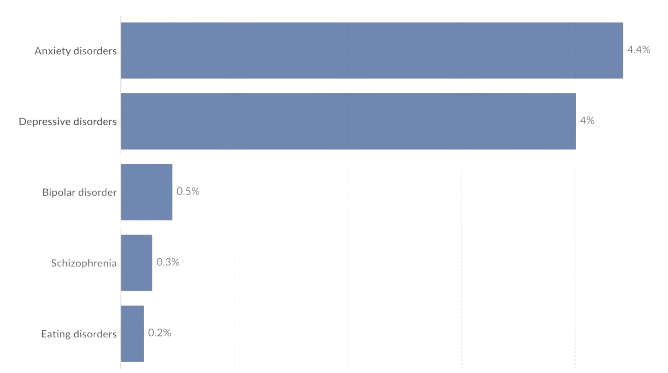 Anxiety disorders 4.4%
Depressive disorders 4%
Bipolar disorder 0.5%
Schizophrenia 0.3%
Eating disorders 0.2%